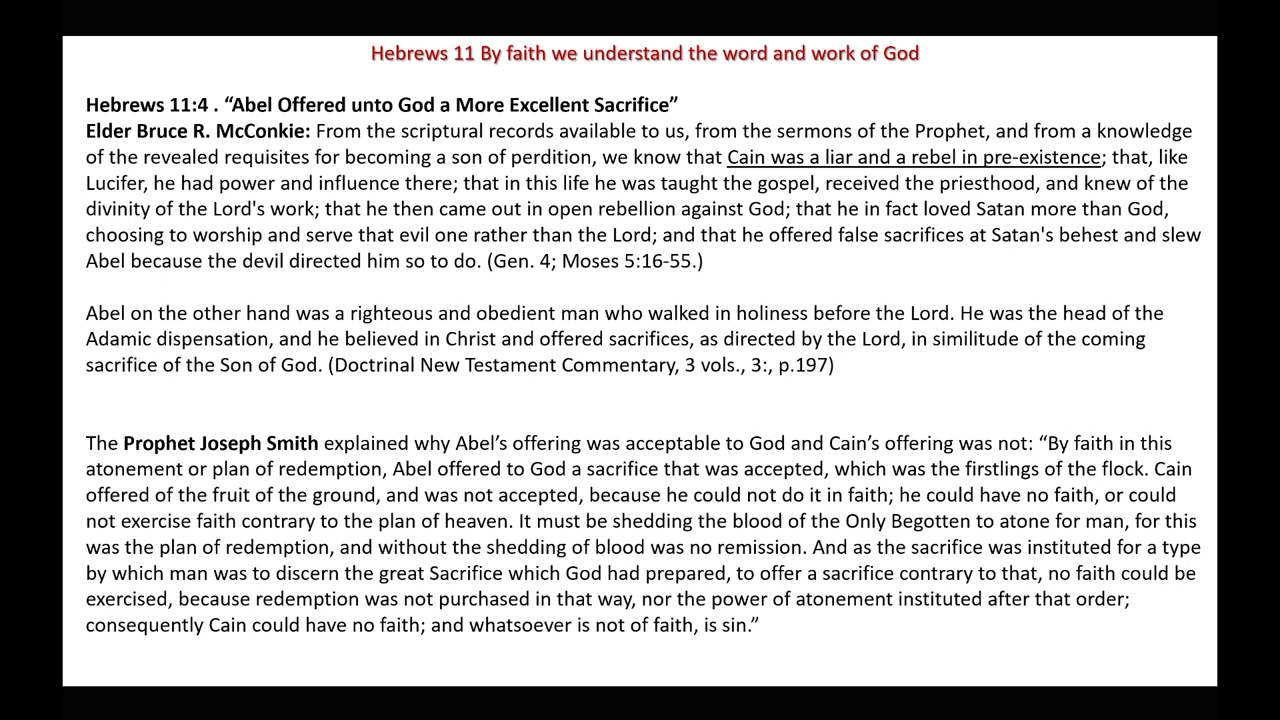 Hebrews 11 By faith we understand the word and work of God
Hebrews 11:4 . “Abel Offered unto God a More Excellent Sacrifice”
Elder Bruce R. McConkie: From the scriptural records available to us, from the sermons of the Prophet, and from a knowledge
of the revealed requisites for becoming a son of perdition, we know that Cain was a liar and a rebel in pre-existence; that, like
Lucifer, he had power and influence there; that in this life he was taught the gospel, received the priesthood, and knew of the
divinity of the Lord's work; that he then came out in open rebellion against God; that he in fact loved Satan more than God,
choosing to worship and serve that evil one rather than the Lord; and that he offered false sacrifices at Satan's behest and slew
Abel because the devil directed him so to do. (Gen. 4; Moses 5:16-55.)
Abel on the other hand was a righteous and obedient man who walked in holiness before the Lord. He was the head of the
Adamic dispensation, and he believed in Christ and offered sacrifices, as directed by the Lord, in similitude of the coming
sacrifice of the Son of God. (Doctrinal New Testament Commentary, 3 vols., 3:, p.197)
The Prophet Joseph Smith explained why Abel’s offering was acceptable to God and Cain’s offering was not: “By faith in this
atonement or plan of redemption, Abel offered to God a sacrifice that was accepted, which was the firstlings of the flock. Cain
offered of the fruit of the ground, and was not accepted, because he could not do it in faith; he could have no faith, or could
not exercise faith contrary to the plan of heaven. It must be shedding the blood of the Only Begotten to atone for man, for this
was the plan of redemption, and without the shedding of blood was no remission. And as the sacrifice was instituted for a type
by which man was to discern the great Sacrifice which God had prepared, to offer a sacrifice contrary to that, no faith could be
exercised, because redemption was not purchased in that way, nor the power of atonement instituted after that order;
consequently Cain could have no faith; and whatsoever is not of faith, is sin.”